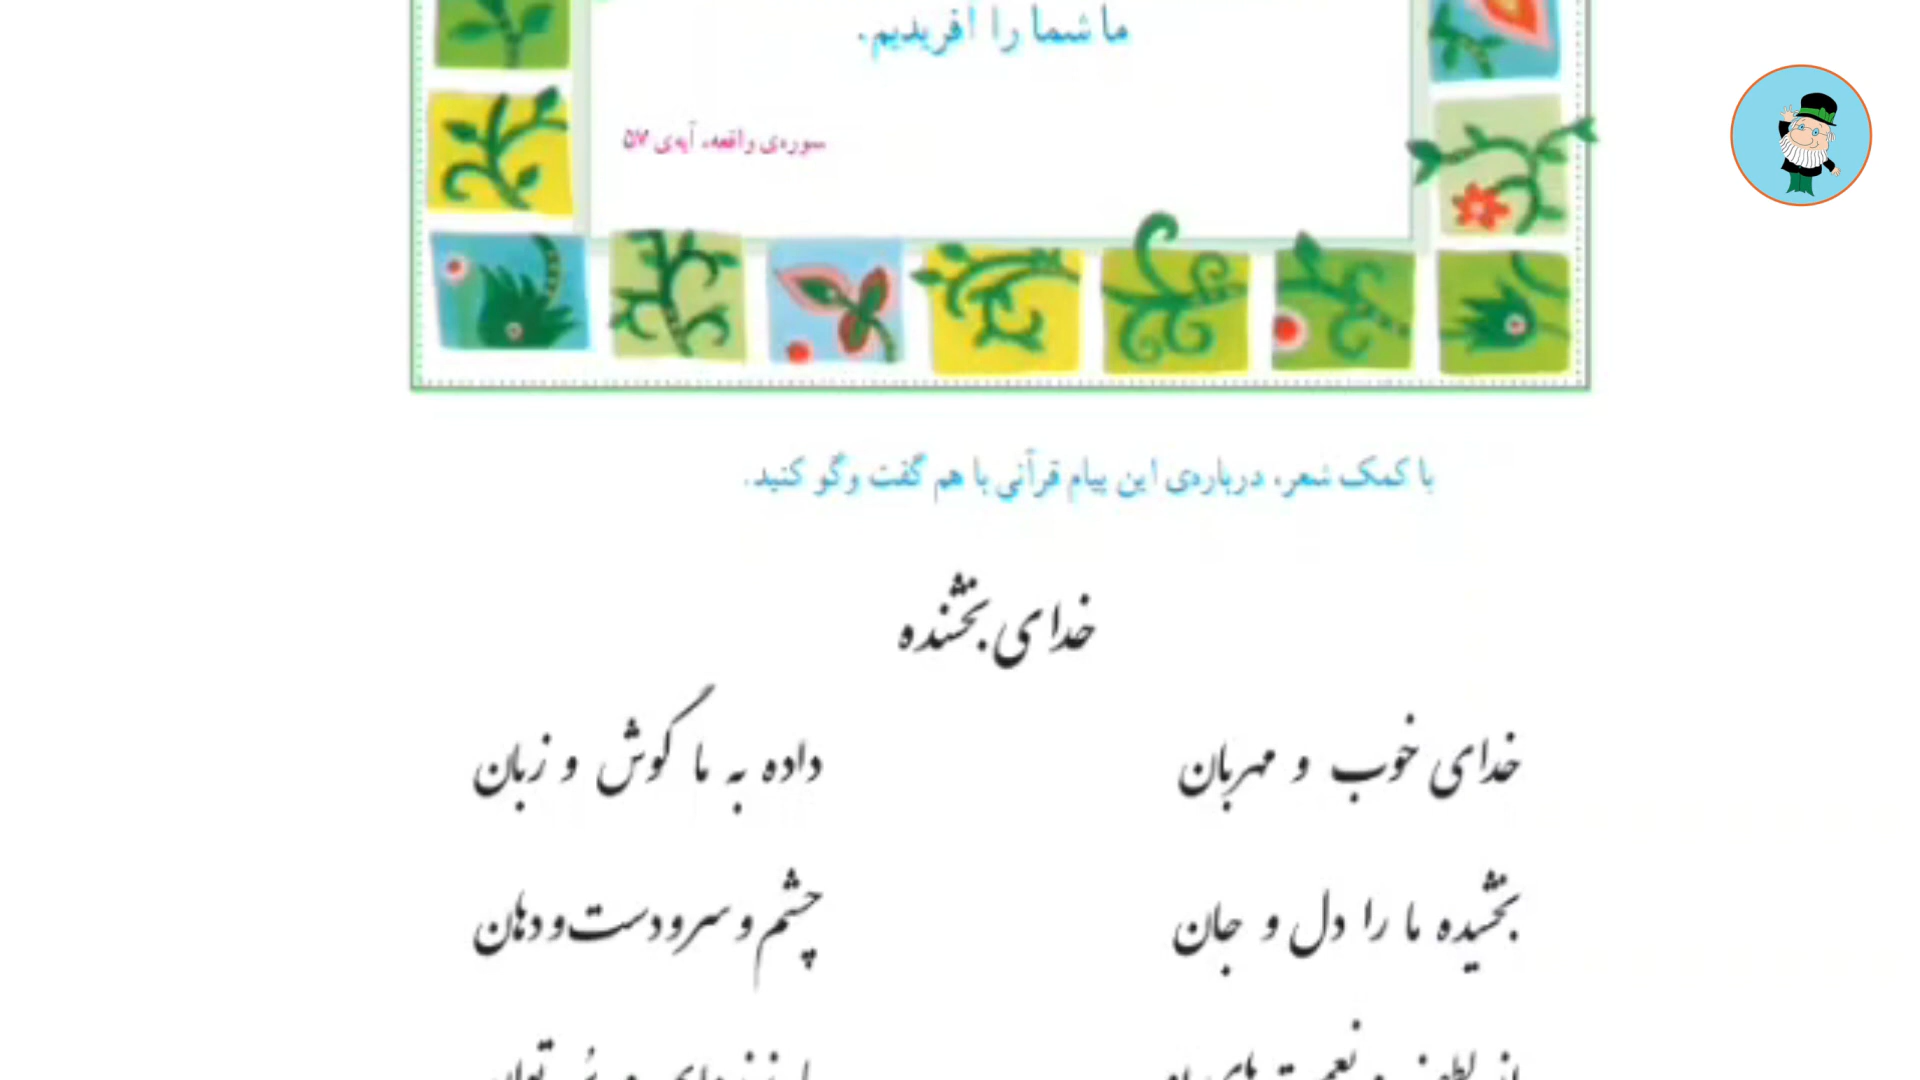 ما شما را آفریدیم.
سوره‌ی واقعه، آیه‌ی ۵۷
با کمک شعر، درباره‌ی این پیام قرآنی با هم گفت وگو کنید.
خدای بخشنده
خدای خوب و مهربان داده به ما گوش و زبان
بخشیده ما را دل و جان چشم و سر و دست و دهان